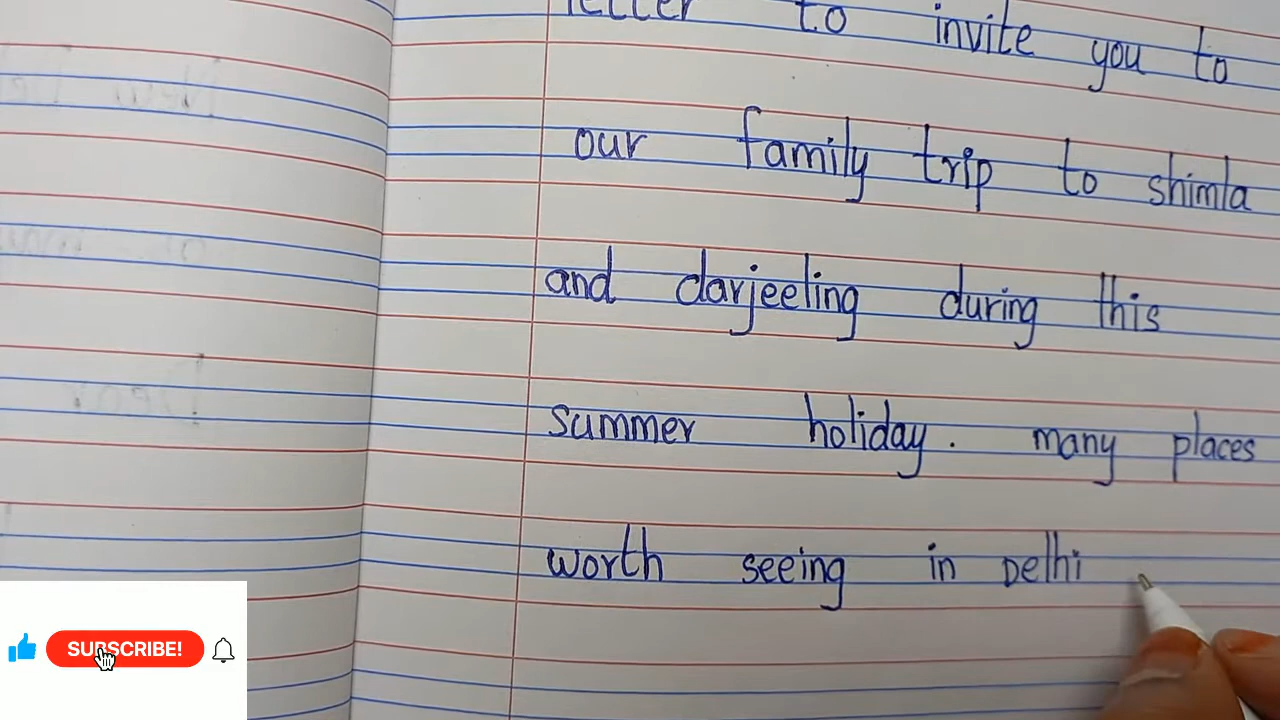 letter to invite you to
our family trip to shimla
and darjeeling during this
summer holiday. many places
worth seeing in Delhi
SUBSCRIBE!